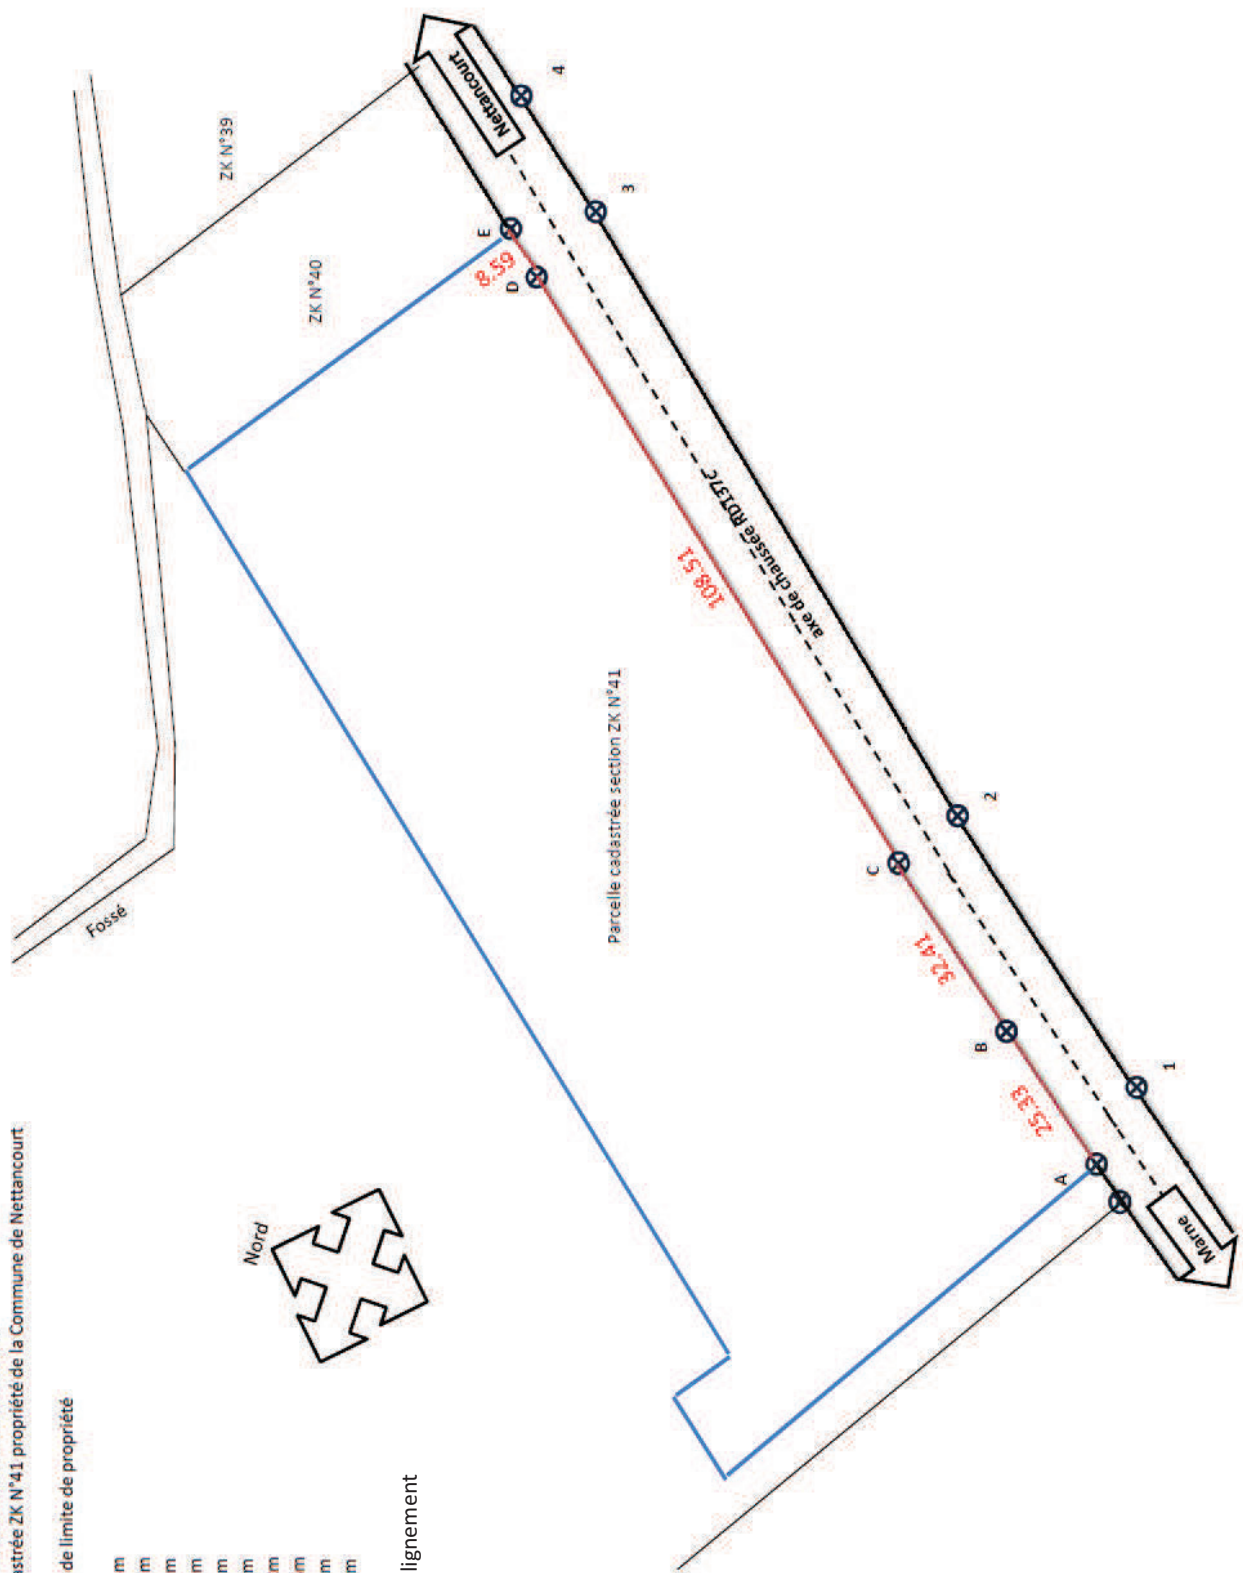 astrée ZK N°41 propriété de la Commune de Nettancourt
de limite de propriété
m
m
m
m
m
m
m
m
m
m
lignement
Nord
Fossé
ZK N°39
ZK N°40
Parcelle cadastrée section ZK N°41
Nettancourt
Marne
axe de chaussée RD137C
A
B
C
D
E
25.33
32.41
108.51
8.59
1
2
3
4